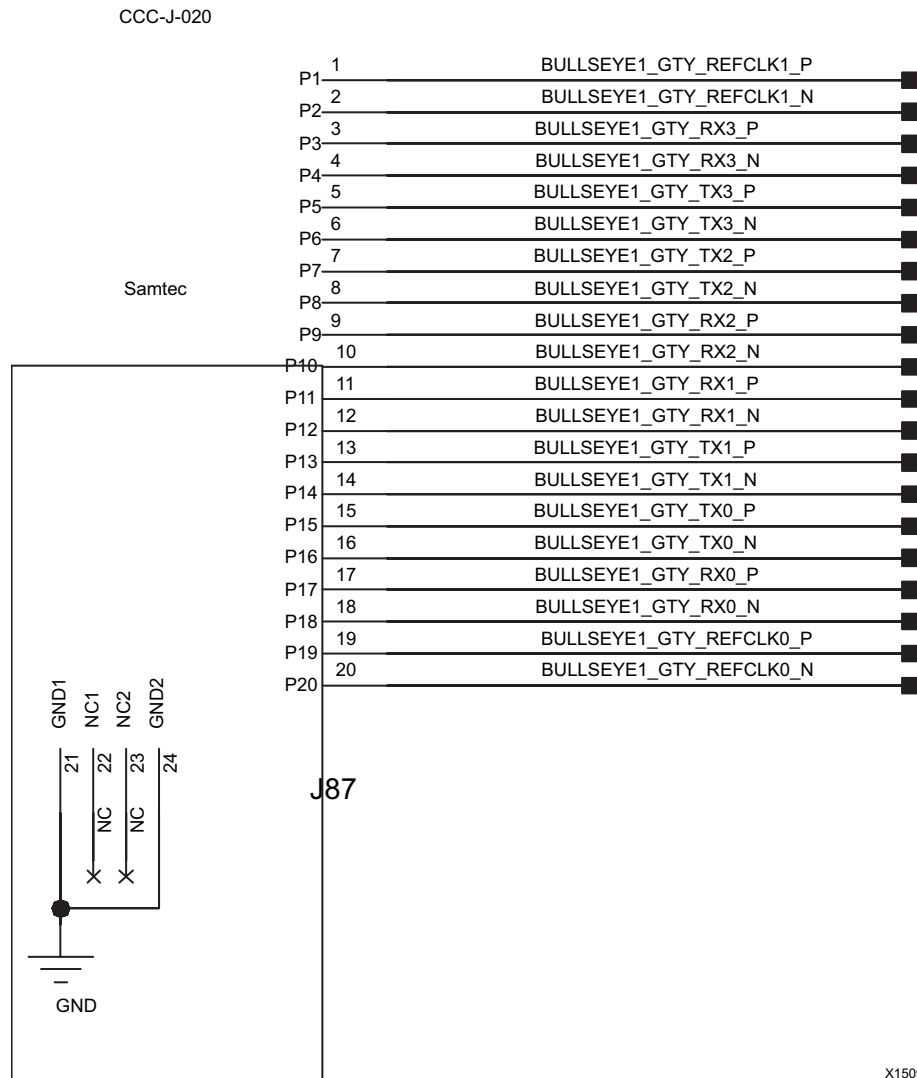 CCC-J-020
P1 1 BULLSEYE1_GTY_REFCLK1_P
P2 2 BULLSEYE1_GTY_REFCLK1_N
P3 3 BULLSEYE1_GTY_RX3_P
P4 4 BULLSEYE1_GTY_RX3_N
P5 5 BULLSEYE1_GTY_TX3_P
P6 6 BULLSEYE1_GTY_TX3_N
P7 7 BULLSEYE1_GTY_TX2_P
Samtec
P8 8 BULLSEYE1_GTY_TX2_N
P9 9 BULLSEYE1_GTY_RX2_P
P10 10 BULLSEYE1_GTY_RX2_N
P11 11 BULLSEYE1_GTY_RX1_P
P12 12 BULLSEYE1_GTY_RX1_N
P13 13 BULLSEYE1_GTY_TX1_P
P14 14 BULLSEYE1_GTY_TX1_N
P15 15 BULLSEYE1_GTY_TX0_P
P16 16 BULLSEYE1_GTY_TX0_N
P17 17 BULLSEYE1_GTY_RX0_P
P18 18 BULLSEYE1_GTY_RX0_N
P19 19 BULLSEYE1_GTY_REFCLK0_P
P20 20 BULLSEYE1_GTY_REFCLK0_N
GND1 NC1 NC2 GND2
21 22 23 24
J87
NC NC
GND